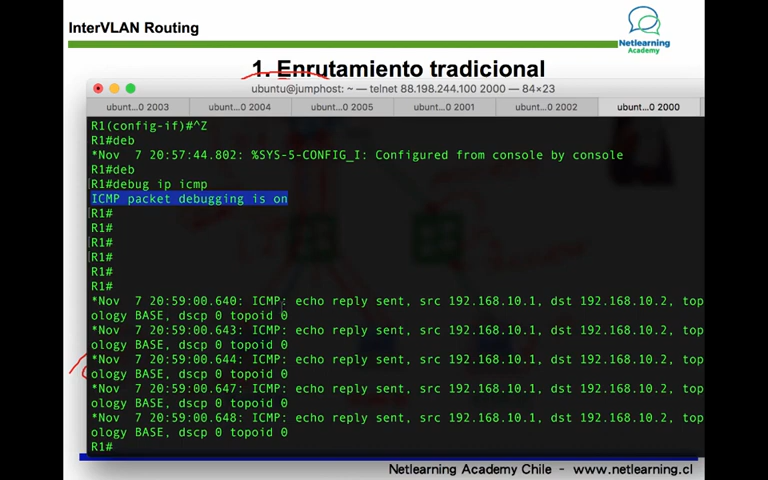 InterVLAN Routing
Netlearning
Academy
1. Enrutamiento tradicional
ubuntu@jumphost: ~ — telnet 88.198.244.100 2000 — 84×23
ubunt...0 2003
ubunt...0 2004
ubunt...0 2005
ubunt...0 2001
ubunt...0 2002
ubunt...0 2000
R1(config-if)#^Z
R1#deb
*Nov  7 20:57:44.802: %SYS-5-CONFIG_I: Configured from console by console
R1#deb
R1#debug ip icmp
ICMP packet debugging is on
R1#
R1#
R1#
R1#
R1#
R1#
*Nov  7 20:59:00.640: ICMP: echo reply sent, src 192.168.10.1, dst 192.168.10.2, top
ology BASE, dscp 0 topoid 0
*Nov  7 20:59:00.643: ICMP: echo reply sent, src 192.168.10.1, dst 192.168.10.2, top
ology BASE, dscp 0 topoid 0
*Nov  7 20:59:00.644: ICMP: echo reply sent, src 192.168.10.1, dst 192.168.10.2, top
ology BASE, dscp 0 topoid 0
*Nov  7 20:59:00.647: ICMP: echo reply sent, src 192.168.10.1, dst 192.168.10.2, top
ology BASE, dscp 0 topoid 0
*Nov  7 20:59:00.648: ICMP: echo reply sent, src 192.168.10.1, dst 192.168.10.2, top
ology BASE, dscp 0 topoid 0
R1#
Netlearning Academy Chile - www.netlearning.cl